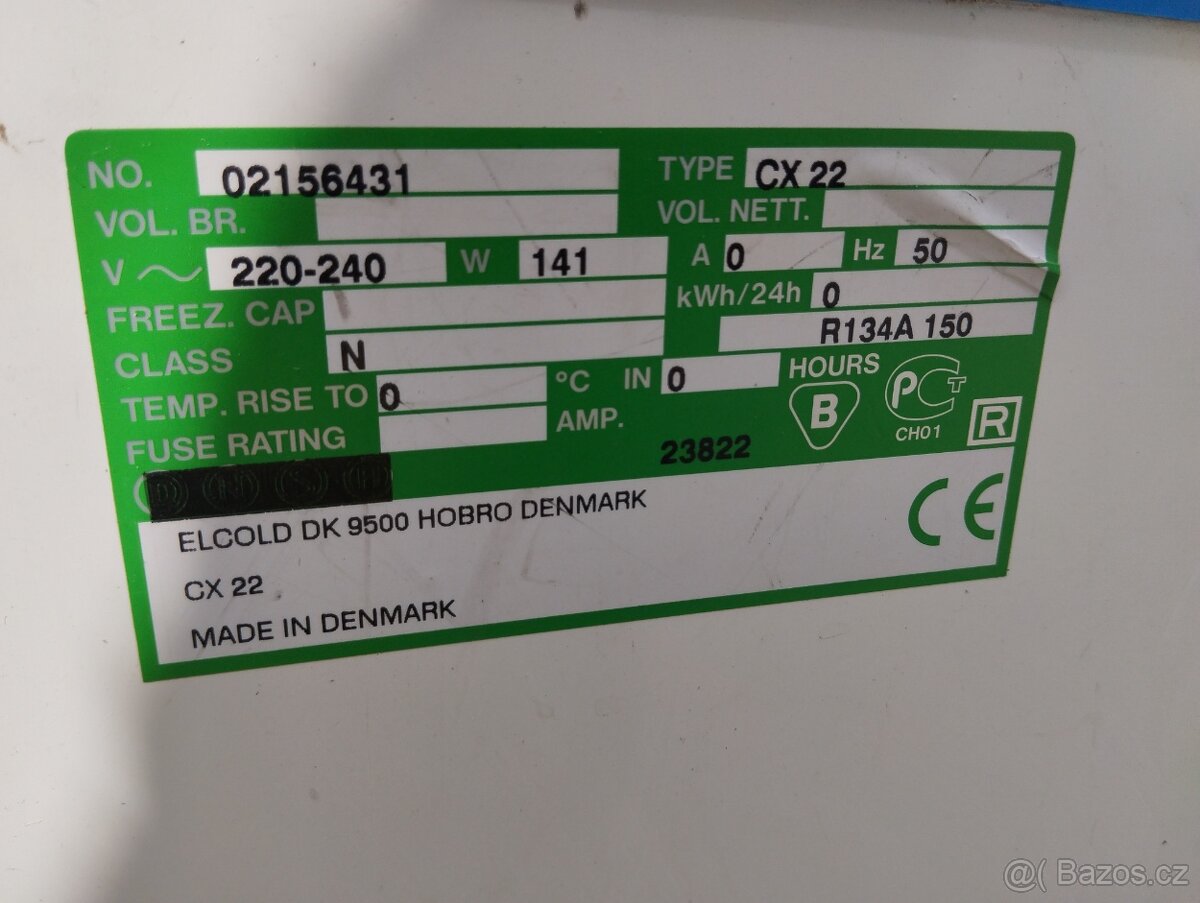 NO. 02156431 TYPE CX 22
VOL. BR. VOL. NETT.
V ~ 220-240 W 141 A 0 Hz 50
FREEZ. CAP kWh/24h 0
CLASS N R134A 150
TEMP. RISE TO 0 °C IN 0 HOURS
FUSE RATING AMP.
B PCT CH01 R
23822
D N S FI
ELCOLD DK 9500 HOBRO DENMARK CE
CX 22
MADE IN DENMARK
@( Bazos.cz